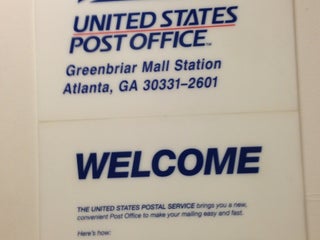 UNITED STATES
POST OFFICE™
Greenbriar Mall Station
Atlanta, GA 30331–2601
WELCOME
THE UNITED STATES POSTAL SERVICE brings you a new,
convenient Post Office to make your mailing easy and fast.
Here's how: